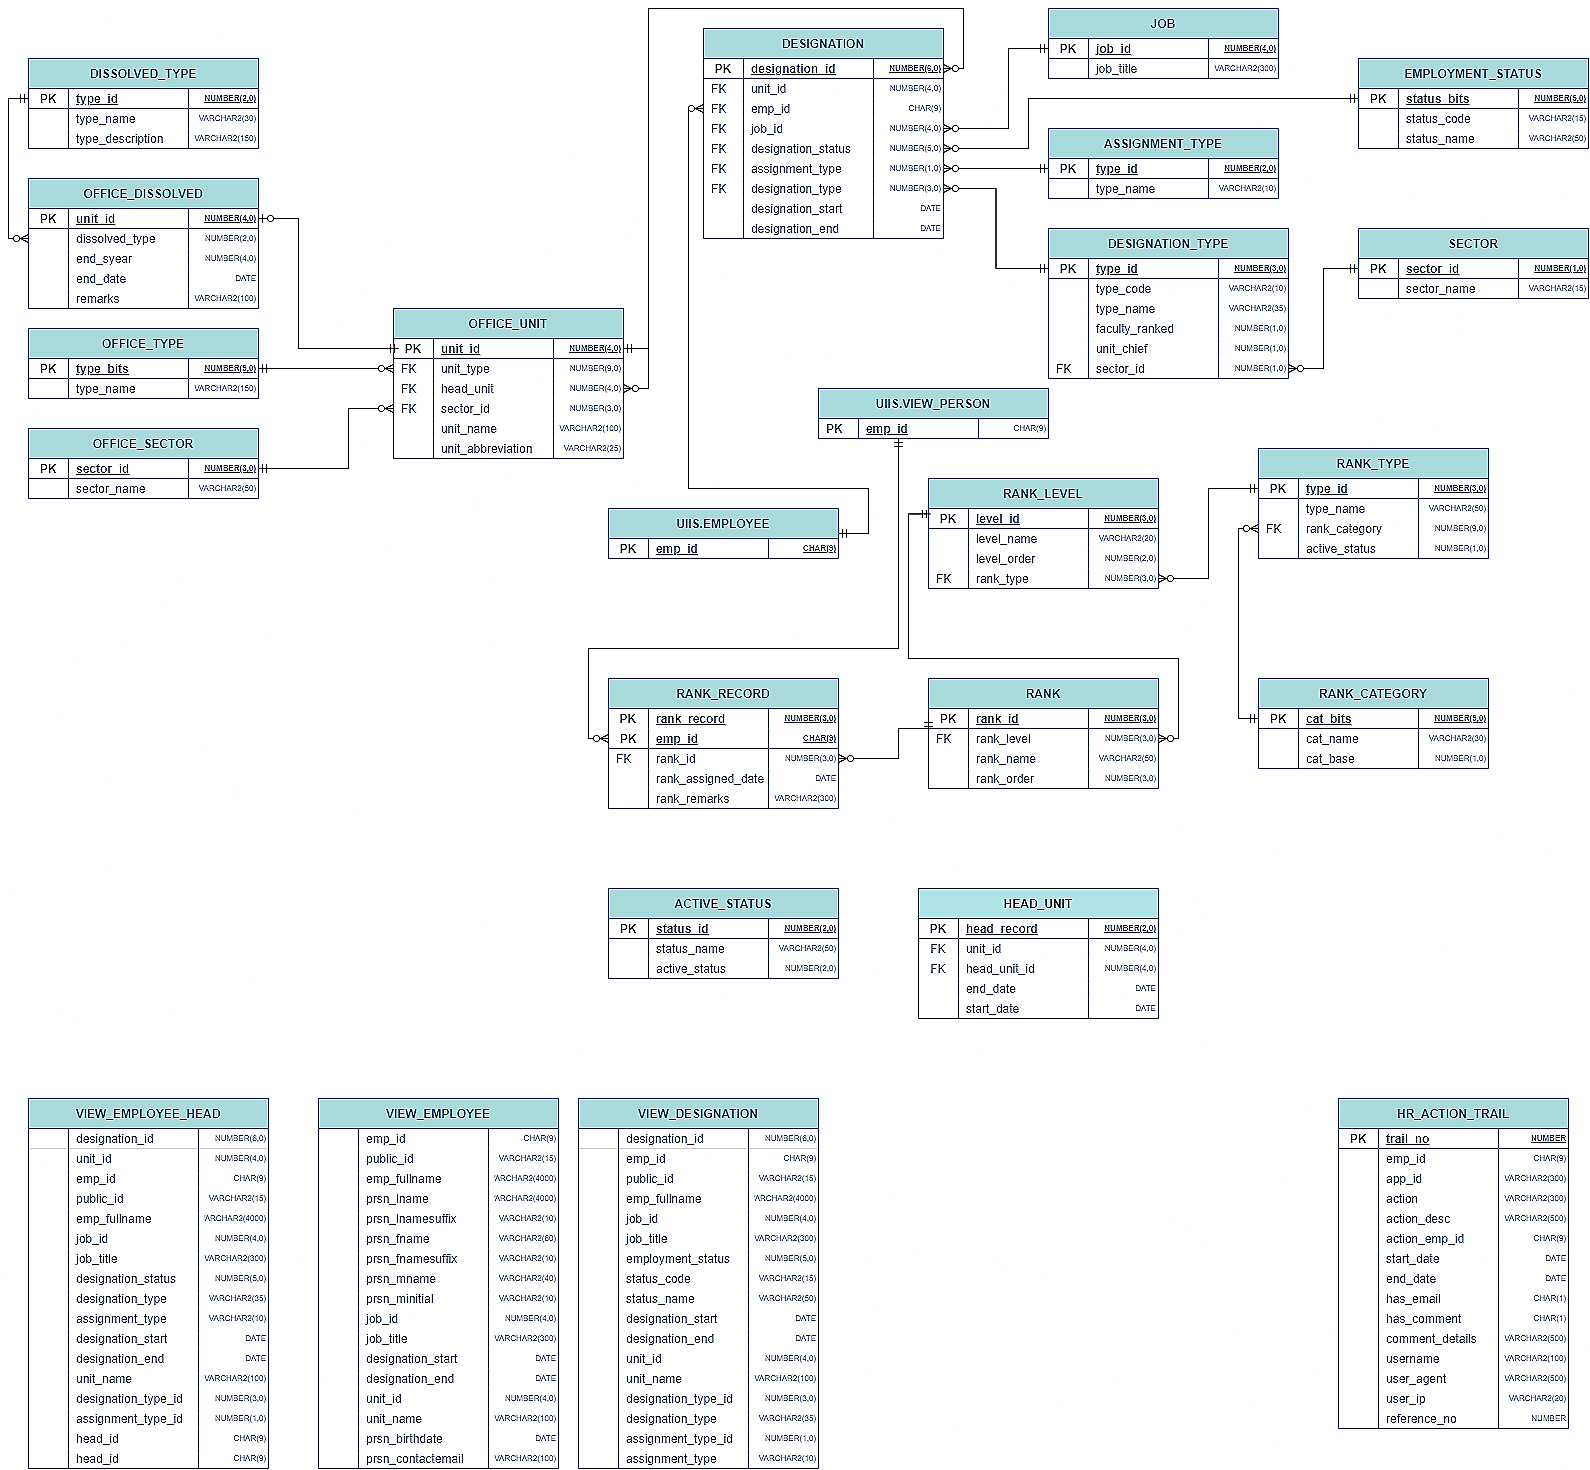 DISSOLVED_TYPE
PK type_id NUMBER(2,0)
type_name VARCHAR2(30)
type_description VARCHAR2(150)
OFFICE_DISSOLVED
PK unit_id NUMBER(4,0)
dissolved_type NUMBER(2,0)
end_syear NUMBER(4,0)
end_date DATE
remarks VARCHAR2(100)
OFFICE_TYPE
PK type_bits NUMBER(5,0)
type_name VARCHAR2(150)
OFFICE_SECTOR
PK sector_id NUMBER(3,0)
sector_name VARCHAR2(50)
OFFICE_UNIT
PK unit_id NUMBER(4,0)
FK unit_type NUMBER(9,0)
FK head_unit NUMBER(4,0)
FK sector_id NUMBER(3,0)
unit_name VARCHAR2(100)
unit_abbreviation VARCHAR2(25)
DESIGNATION
PK designation_id NUMBER(6,0)
FK unit_id NUMBER(4,0)
FK emp_id CHAR(9)
FK job_id NUMBER(4,0)
FK designation_status NUMBER(5,0)
FK assignment_type NUMBER(1,0)
FK designation_type NUMBER(3,0)
designation_start DATE
designation_end DATE
JOB
PK job_id NUMBER(4,0)
job_title VARCHAR2(300)
EMPLOYMENT_STATUS
PK status_bits NUMBER(5,0)
status_code VARCHAR2(15)
status_name VARCHAR2(50)
ASSIGNMENT_TYPE
PK type_id NUMBER(2,0)
type_name VARCHAR2(10)
DESIGNATION_TYPE
PK type_id NUMBER(3,0)
type_code VARCHAR2(10)
type_name VARCHAR2(35)
faculty_ranked NUMBER(1,0)
unit_chief NUMBER(1,0)
FK sector_id NUMBER(1,0)
SECTOR
PK sector_id NUMBER(1,0)
sector_name VARCHAR2(15)
UIIS.VIEW_PERSON
PK emp_id CHAR(9)
UIIS.EMPLOYEE
PK emp_id CHAR(9)
RANK_LEVEL
PK level_id NUMBER(3,0)
level_name VARCHAR2(20)
level_order NUMBER(2,0)
FK rank_type NUMBER(3,0)
RANK_TYPE
PK type_id NUMBER(3,0)
type_name VARCHAR2(50)
FK rank_category NUMBER(9,0)
active_status NUMBER(1,0)
RANK_RECORD
PK rank_record NUMBER(3,0)
PK emp_id CHAR(9)
FK rank_id NUMBER(3,0)
rank_assigned_date DATE
rank_remarks VARCHAR2(300)
RANK
PK rank_id NUMBER(3,0)
FK rank_level NUMBER(3,0)
rank_name VARCHAR2(50)
rank_order NUMBER(3,0)
RANK_CATEGORY
PK cat_bits NUMBER(5,0)
cat_name VARCHAR2(30)
cat_base NUMBER(1,0)
ACTIVE_STATUS
PK status_id NUMBER(2,0)
status_name VARCHAR2(50)
active_status NUMBER(2,0)
HEAD_UNIT
PK head_record NUMBER(2,0)
FK unit_id NUMBER(4,0)
FK head_unit_id NUMBER(4,0)
end_date DATE
start_date DATE
VIEW_EMPLOYEE_HEAD
designation_id NUMBER(6,0)
unit_id NUMBER(4,0)
emp_id CHAR(9)
public_id VARCHAR2(15)
emp_fullname 'ARCHAR2(4000)
job_id NUMBER(4,0)
job_title VARCHAR2(300)
designation_status NUMBER(5,0)
designation_type VARCHAR2(35)
assignment_type VARCHAR2(10)
designation_start DATE
designation_end DATE
unit_name VARCHAR2(100)
designation_type_id NUMBER(3,0)
assignment_type_id NUMBER(1,0)
head_id CHAR(9)
head_id CHAR(9)
VIEW_EMPLOYEE
emp_id CHAR(9)
public_id VARCHAR2(15)
emp_fullname 'ARCHAR2(4000)
prsn_lname 'ARCHAR2(4000)
prsn_lnamesuffix VARCHAR2(10)
prsn_fname VARCHAR2(60)
prsn_fnamesuffix VARCHAR2(10)
prsn_mname VARCHAR2(40)
prsn_minitial VARCHAR2(10)
job_id NUMBER(4,0)
job_title VARCHAR2(300)
designation_start DATE
designation_end DATE
unit_id NUMBER(4,0)
unit_name VARCHAR2(100)
prsn_birthdate DATE
prsn_contactemail VARCHAR2(100)
VIEW_DESIGNATION
designation_id NUMBER(6,0)
emp_id CHAR(9)
public_id VARCHAR2(15)
emp_fullname 'ARCHAR2(4000)
job_id NUMBER(4,0)
job_title VARCHAR2(300)
employment_status NUMBER(5,0)
status_code VARCHAR2(15)
status_name VARCHAR2(50)
designation_start DATE
designation_end DATE
unit_id NUMBER(4,0)
unit_name VARCHAR2(100)
designation_type_id NUMBER(3,0)
designation_type VARCHAR2(35)
assignment_type_id NUMBER(1,0)
assignment_type VARCHAR2(10)
HR_ACTION_TRAIL
PK trail_no NUMBER
emp_id CHAR(9)
app_id VARCHAR2(300)
action VARCHAR2(300)
action_desc VARCHAR2(500)
action_emp_id CHAR(9)
start_date DATE
end_date DATE
has_email CHAR(1)
has_comment CHAR(1)
comment_details VARCHAR2(500)
username VARCHAR2(100)
user_agent VARCHAR2(500)
user_ip VARCHAR2(20)
reference_no NUMBER